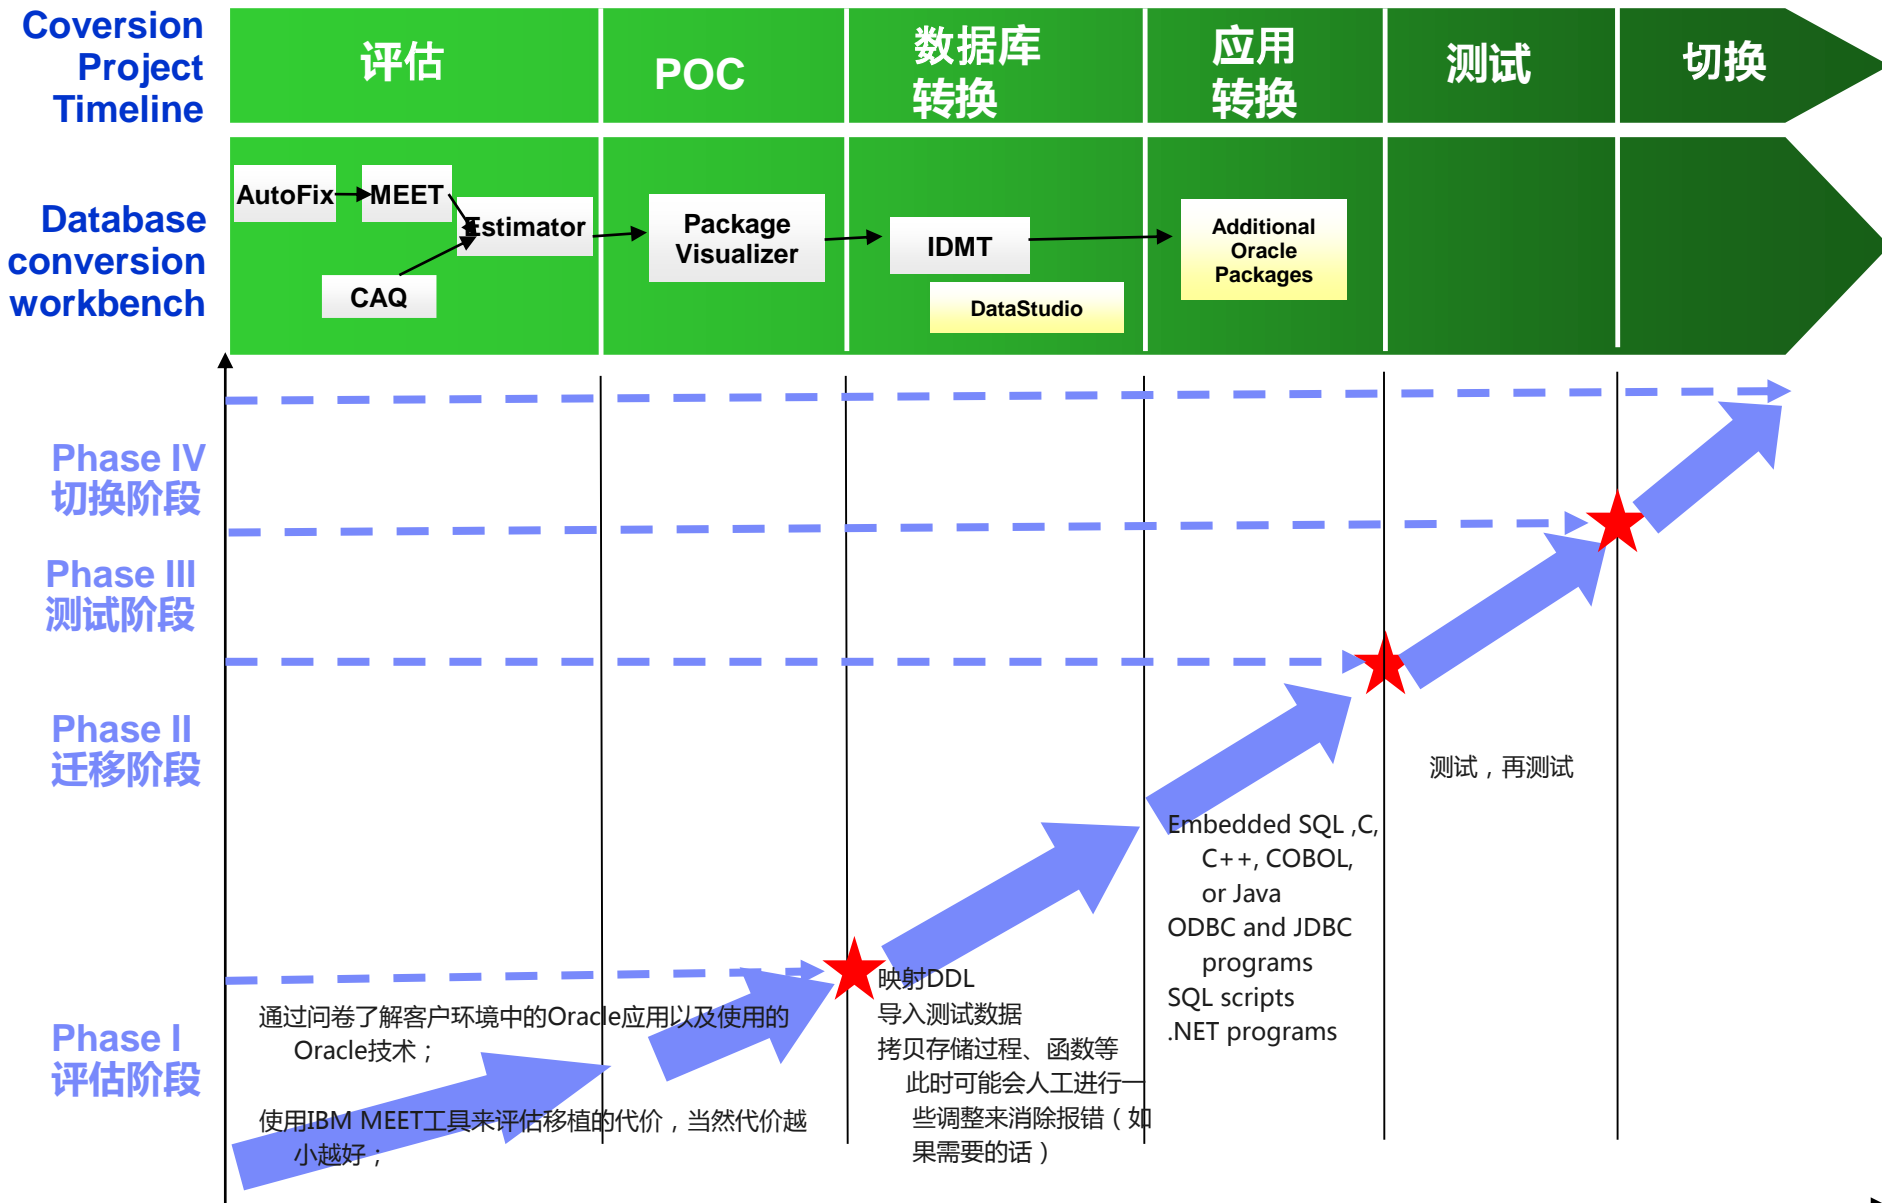 Coversion
Project
Timeline
评估
POC
数据库
转换
应用
转换
测试
切换
Database
conversion
workbench
AutoFix
MEET
Estimator
CAQ
Package
Visualizer
IDMT
DataStudio
Additional
Oracle
Packages
Phase IV
切换阶段
Phase III
测试阶段
Phase II
迁移阶段
Phase I
评估阶段
通过问卷了解客户环境中的Oracle应用以及使用的
Oracle技术；
使用IBM MEET工具来评估移植的代价，当然代价越
小越好；
映射DDL
导入测试数据
拷贝存储过程、函数等
此时可能会人工进行一
些调整来消除报错（如
果需要的话）
Embedded SQL ,C,
C++, COBOL,
or Java
ODBC and JDBC
programs
SQL scripts
.NET programs
测试，再测试